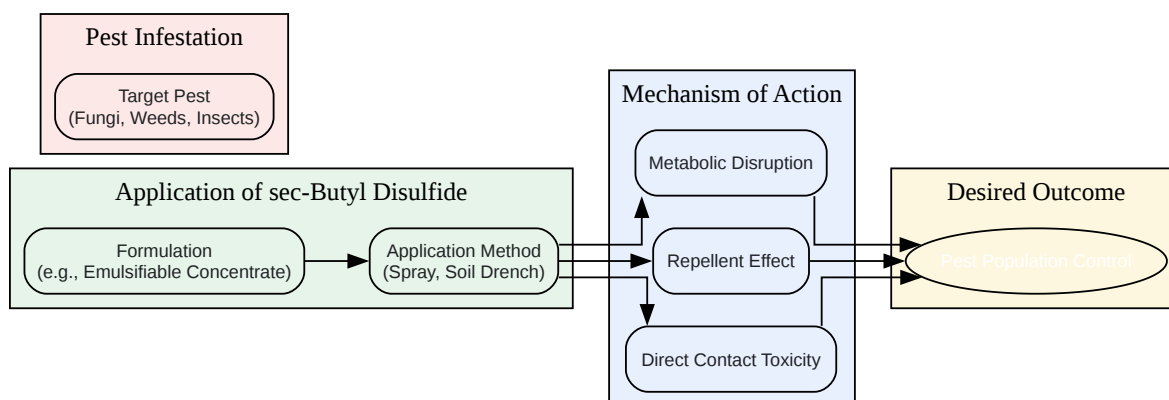 Pest Infestation
Target Pest
(Fungi, Weeds, Insects)
Application of sec-Butyl Disulfide
Formulation
(e.g., Emulsifiable Concentrate)
Application Method
(Spray, Soil Drench)
Mechanism of Action
Metabolic Disruption
Repellent Effect
Direct Contact Toxicity
Desired Outcome
Pest Population Control